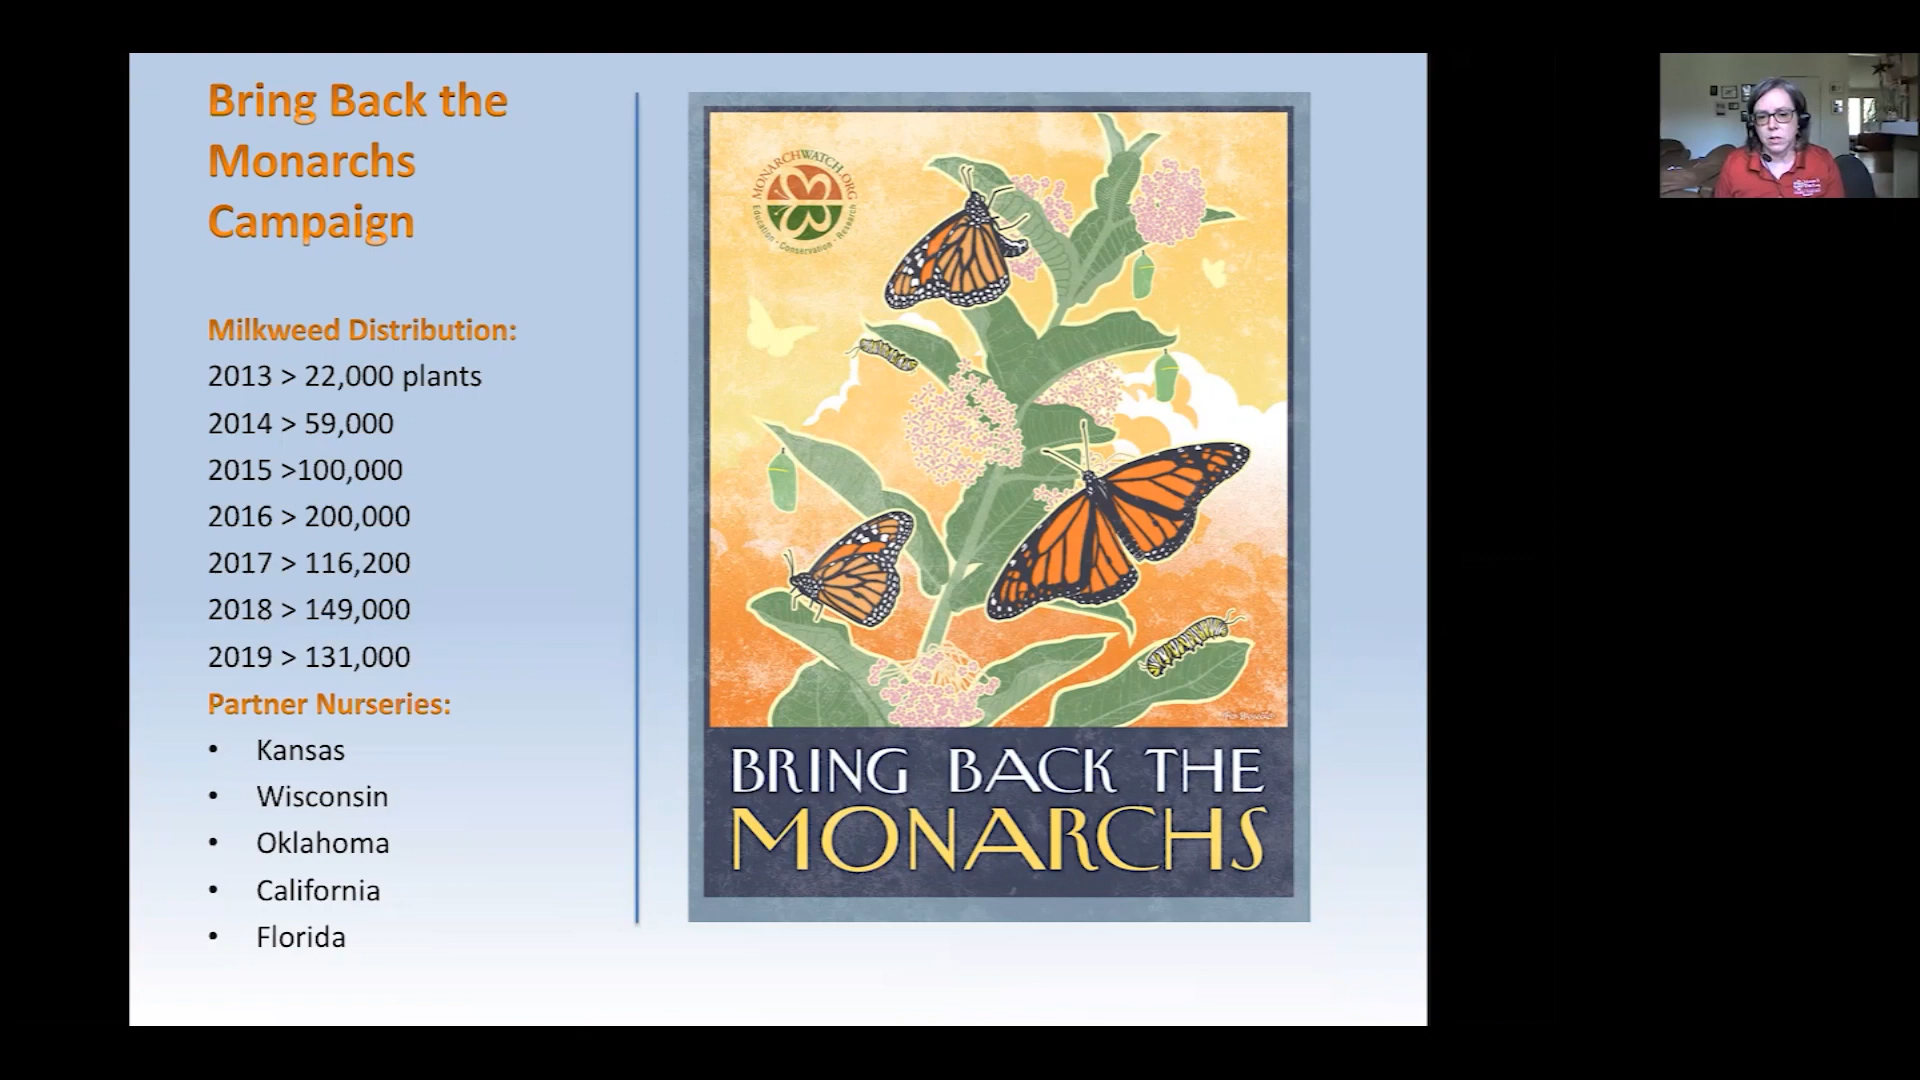 Bring Back the
Monarchs
Campaign
Milkweed Distribution:
2013 > 22,000 plants
2014 > 59,000
2015 >100,000
2016 > 200,000
2017 > 116,200
2018 > 149,000
2019 > 131,000
Partner Nurseries:
• Kansas
• Wisconsin
• Oklahoma
• California
• Florida
MONARCHWATCH.ORG
Education • Conservation • Research
BRING BACK THE
MONARCHS